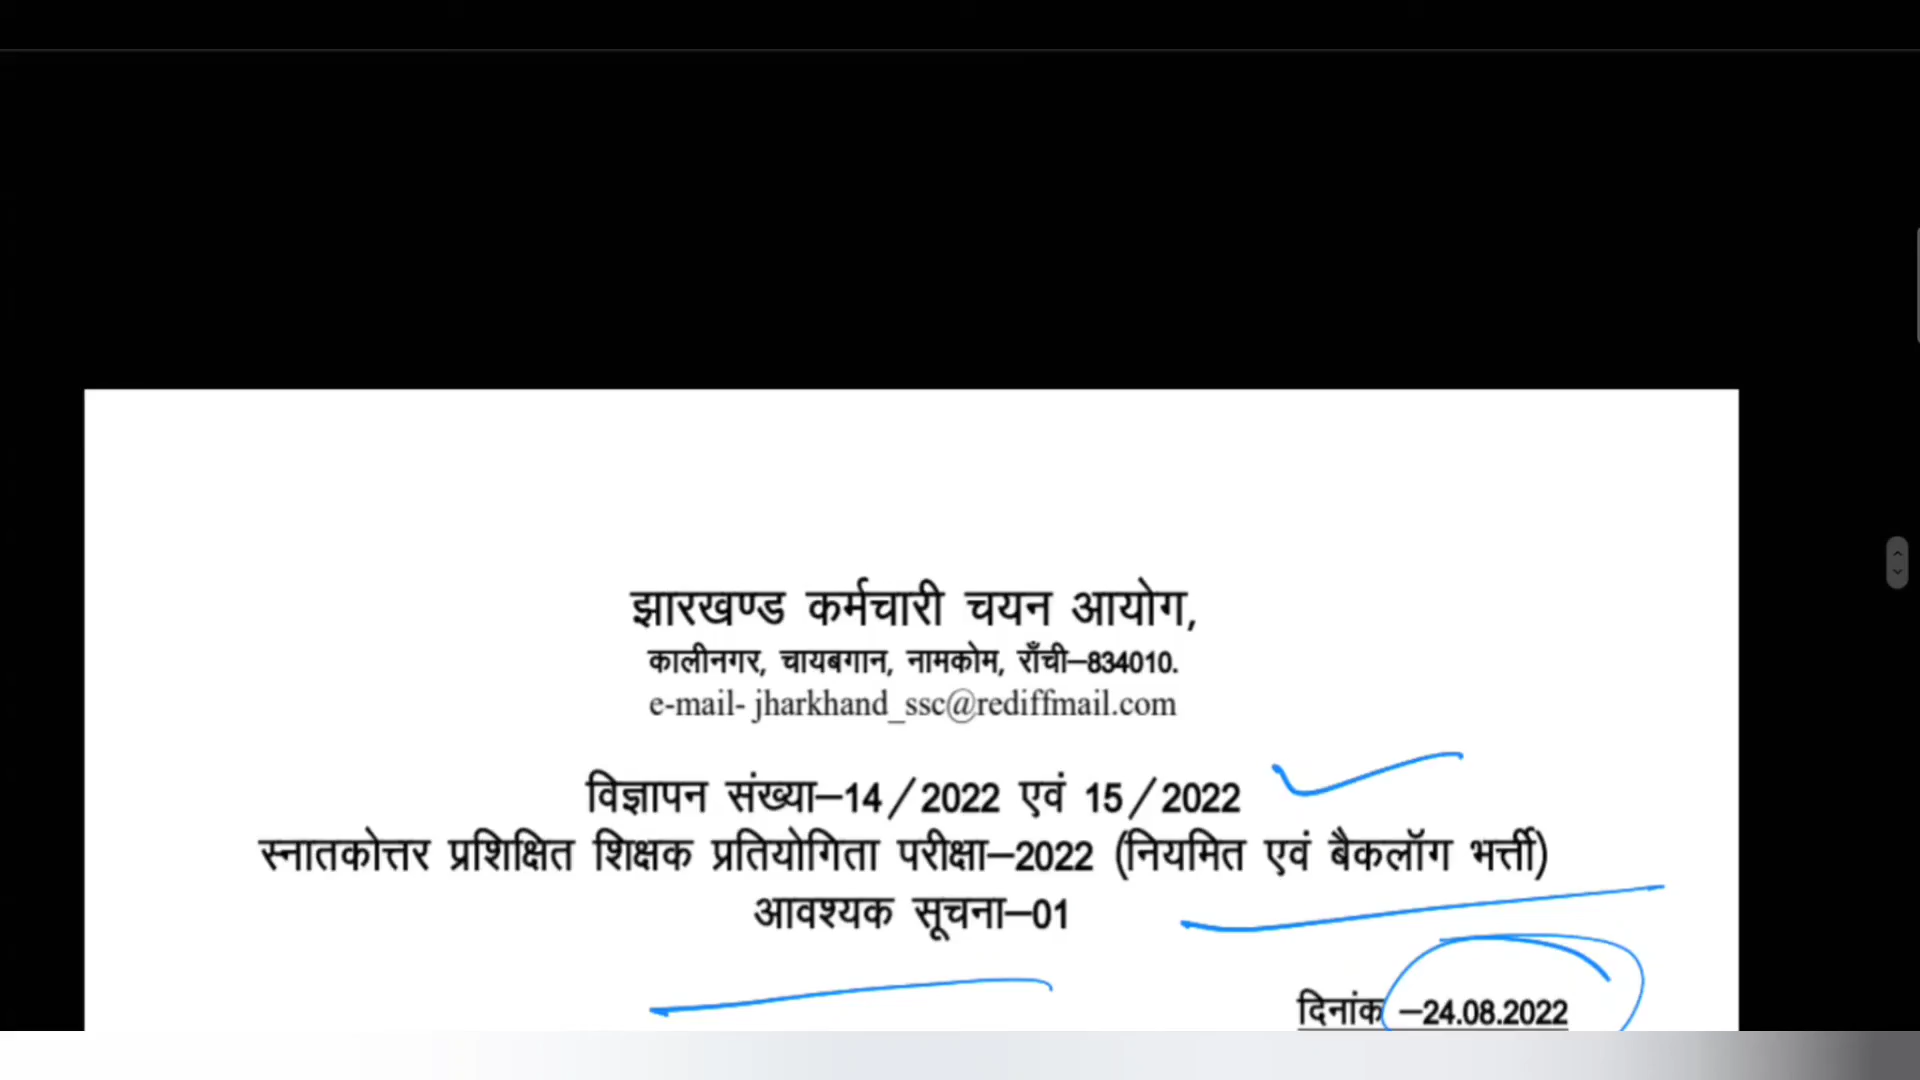 झारखण्ड कर्मचारी चयन आयोग,
कालीनगर, चायबगान, नामकोम, राँची–834010.
e-mail- jharkhand_ssc@rediffmail.com
विज्ञापन संख्या–14/2022 एवं 15/2022
स्नातकोत्तर प्रशिक्षित शिक्षक प्रतियोगिता परीक्षा–2022 (नियमित एवं बैकलॉग भर्त्ती)
आवश्यक सूचना–01
दिनांक –24.08.2022